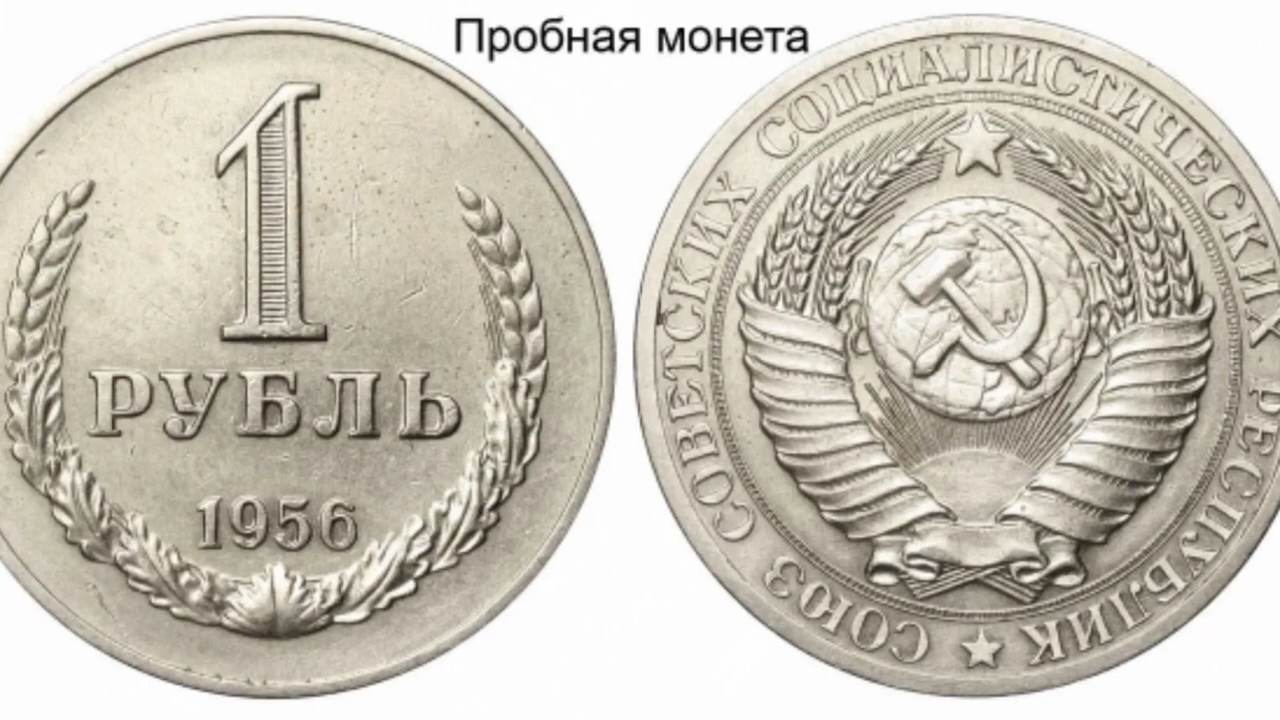 Пробная монета
1
РУБЛЬ
1956
СОЮЗ СОВЕТСКИХ СОЦИАЛИСТИЧЕСКИХ РЕСПУБЛИК